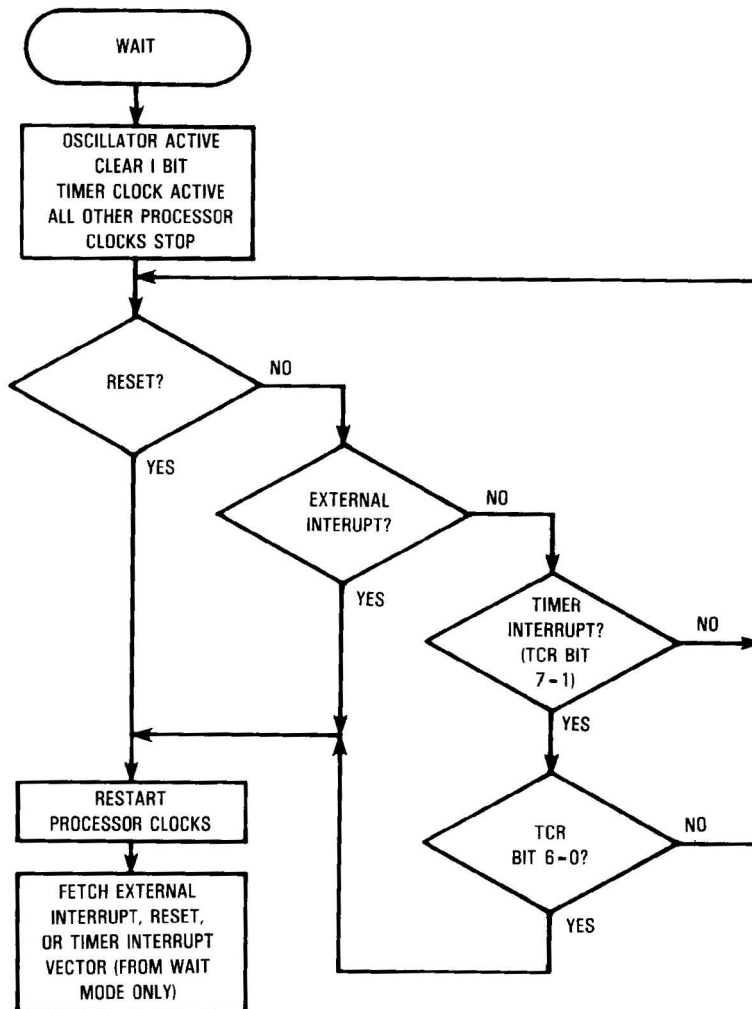 WAIT
OSCILLATOR ACTIVE
CLEAR I BIT
TIMER CLOCK ACTIVE
ALL OTHER PROCESSOR
CLOCKS STOP
RESET?
NO
YES
EXTERNAL
INTERUPT?
NO
YES
TIMER
INTERRUPT?
(TCR BIT
7-1)
NO
YES
TCR
BIT 6-0?
NO
YES
RESTART
PROCESSOR CLOCKS
FETCH EXTERNAL
INTERRUPT, RESET,
OR TIMER INTERRUPT
VECTOR (FROM WAIT
MODE ONLY)